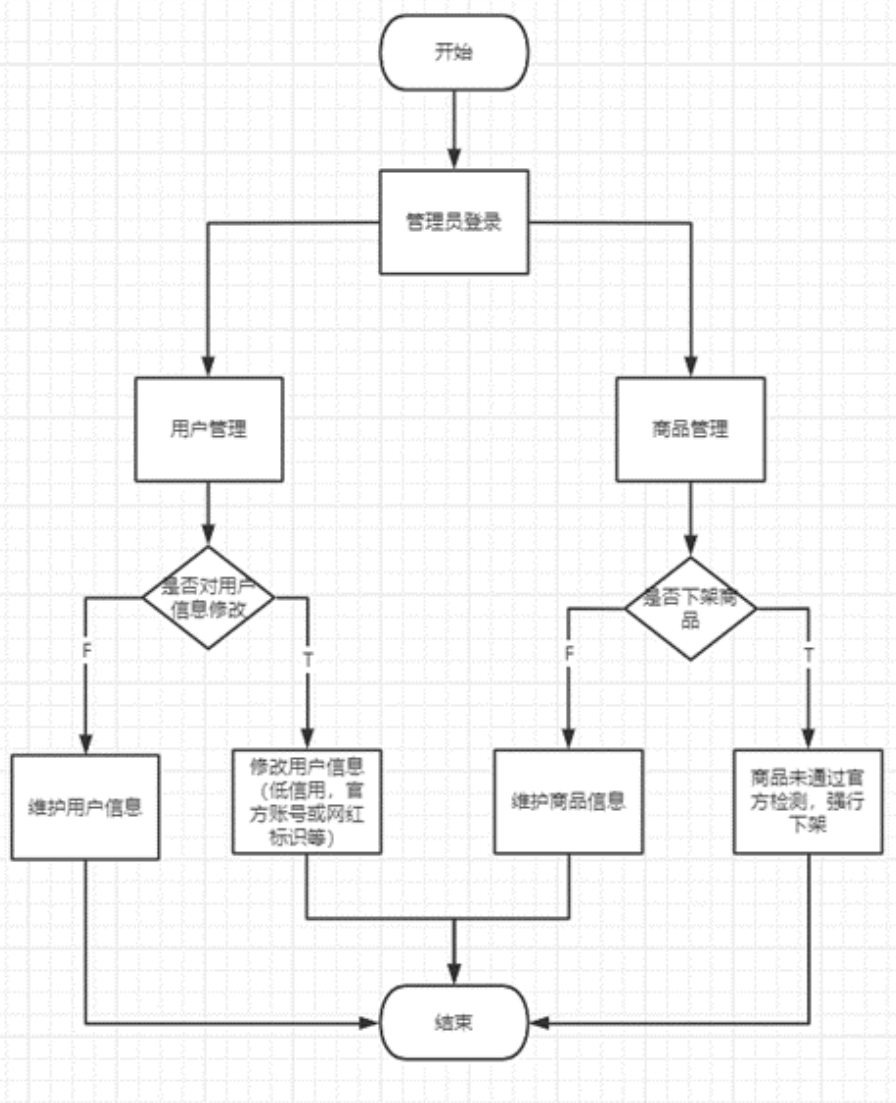 开始
管理员登录
用户管理
商品管理
是否对用户
信息修改
是否下架商
品
F
T
F
T
维护用户信息
修改用户信息
（低信用，官
方账号或网红
标识等）
维护商品信息
商品未通过官
方检测，强行
下架
结束